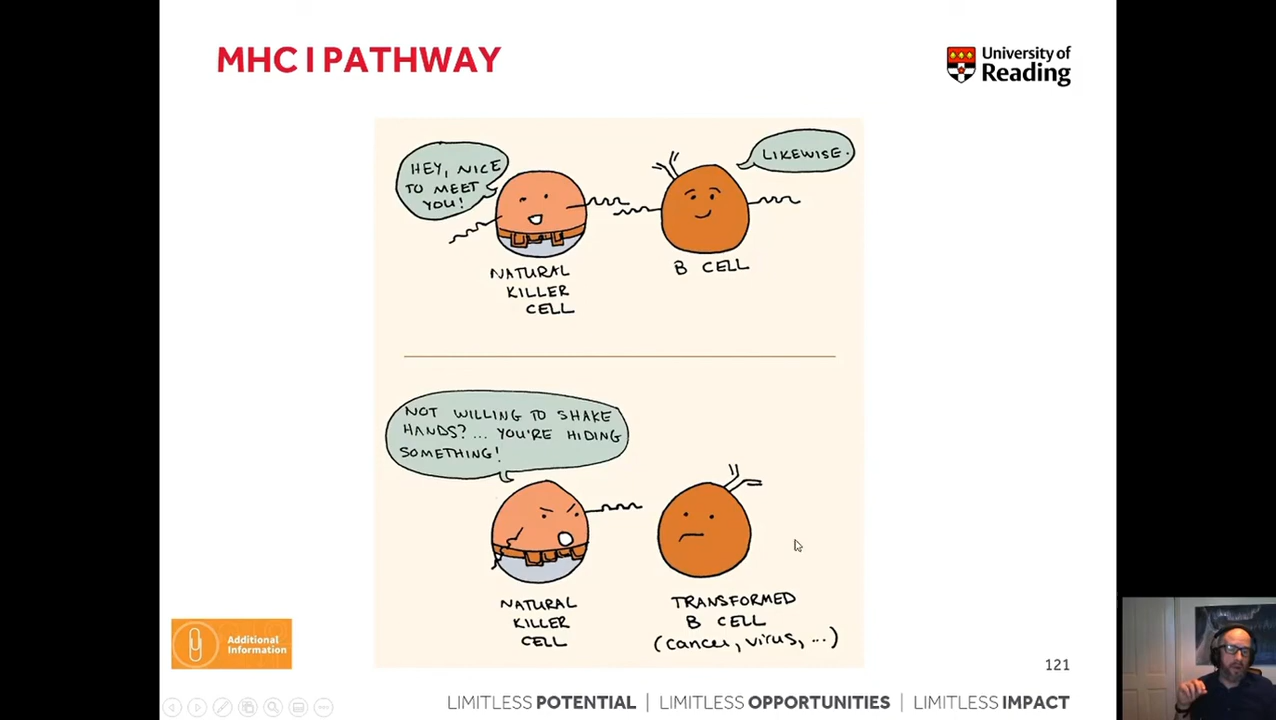 MHC I PATHWAY
University of
Reading
HEY, NICE
TO MEET
YOU!
LIKEWISE.
NATURAL
KILLER
CELL
B CELL
NOT WILLING TO SHAKE
HANDS?... YOU'RE HIDING
SOMETHING!
NATURAL
KILLER
CELL
TRANSFORMED
B CELL
(cancer, virus, ...)
Additional
Information
121
LIMITLESS POTENTIAL | LIMITLESS OPPORTUNITIES | LIMITLESS IMPACT